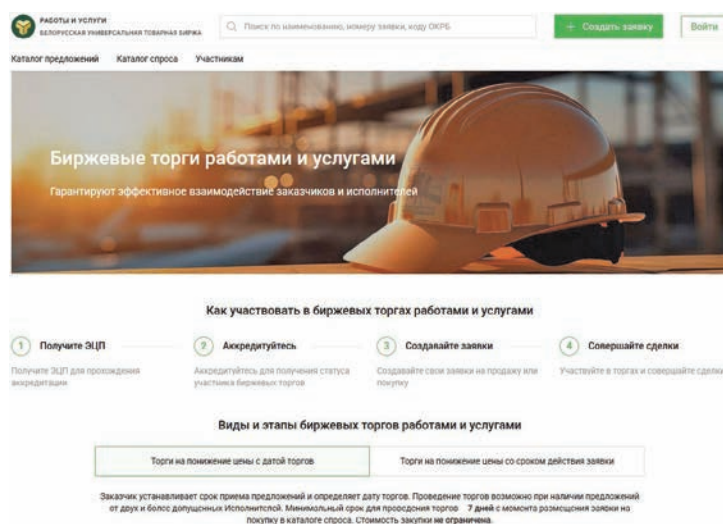 РАБОТЫ И УСЛУГИ
БЕЛОРУССКАЯ УНИВЕРСАЛЬНАЯ ТОВАРНАЯ БИРЖА
Поиск по наименованию, номеру заявки, коду ОКРБ
+ Создать заявку
Войти
Каталог предложений Каталог спроса Участникам
Биржевые торги работами и услугами
Гарантируют эффективное взаимодействие заказчиков и исполнителей
Как участвовать в биржевых торгах работами и услугами
1 Получите ЭЦП
Получите ЭЦП для прохождения
аккредитации
2 Аккредитуйтесь
Аккредитуйтесь для получения статуса
участника биржевых торгов
3 Создавайте заявки
Создавайте свои заявки на продажу или
покупку
4 Совершайте сделки
Участвуйте в торгах и совершайте сделки
Виды и этапы биржевых торгов работами и услугами
Торги на понижение цены с датой торгов
Торги на понижение цены со сроком действия заявки
Заказчик устанавливает срок приема предложений и определяет дату торгов. Проведение торгов возможно при наличии предложений
от двух и более допущенных Исполнителей. Минимальный срок для проведения торгов 7 дней с момента размещения заявки на
покупку в каталоге спроса. Стоимость закупки не ограничена.